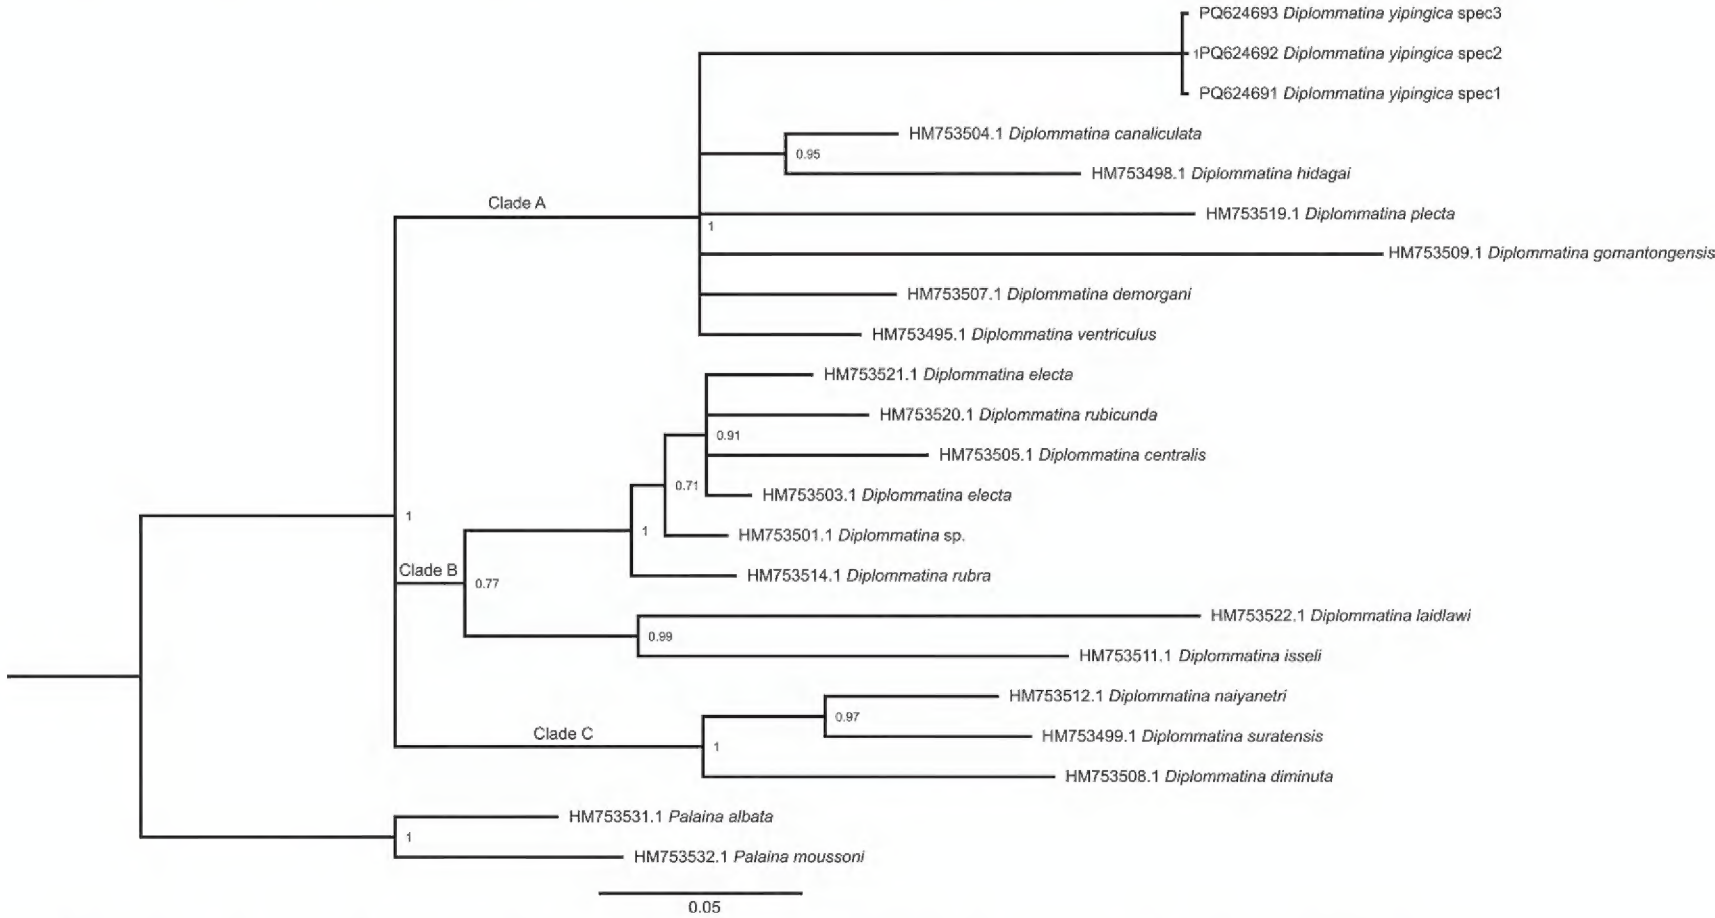 PQ624693 Diplommatina yipingica spec3
1PQ624692 Diplommatina yipingica spec2
PQ624691 Diplommatina yipingica spec1
HM753504.1 Diplommatina canaliculata
0.95
HM753498.1 Diplommatina hidagai
Clade A
HM753519.1 Diplommatina plecta
1
HM753509.1 Diplommatina gomantongensis
HM753507.1 Diplommatina demorgani
HM753495.1 Diplommatina ventriculus
HM753521.1 Diplommatina electa
HM753520.1 Diplommatina rubicunda
0.91
HM753505.1 Diplommatina centralis
0.71
HM753503.1 Diplommatina electa
1
1
HM753501.1 Diplommatina sp.
Clade B
HM753514.1 Diplommatina rubra
0.77
HM753522.1 Diplommatina laidlawi
0.99
HM753511.1 Diplommatina isseli
HM753512.1 Diplommatina naiyanetri
0.97
Clade C
HM753499.1 Diplommatina suratensis
1
HM753508.1 Diplommatina diminuta
HM753531.1 Palaina albata
1
HM753532.1 Palaina moussoni
0.05